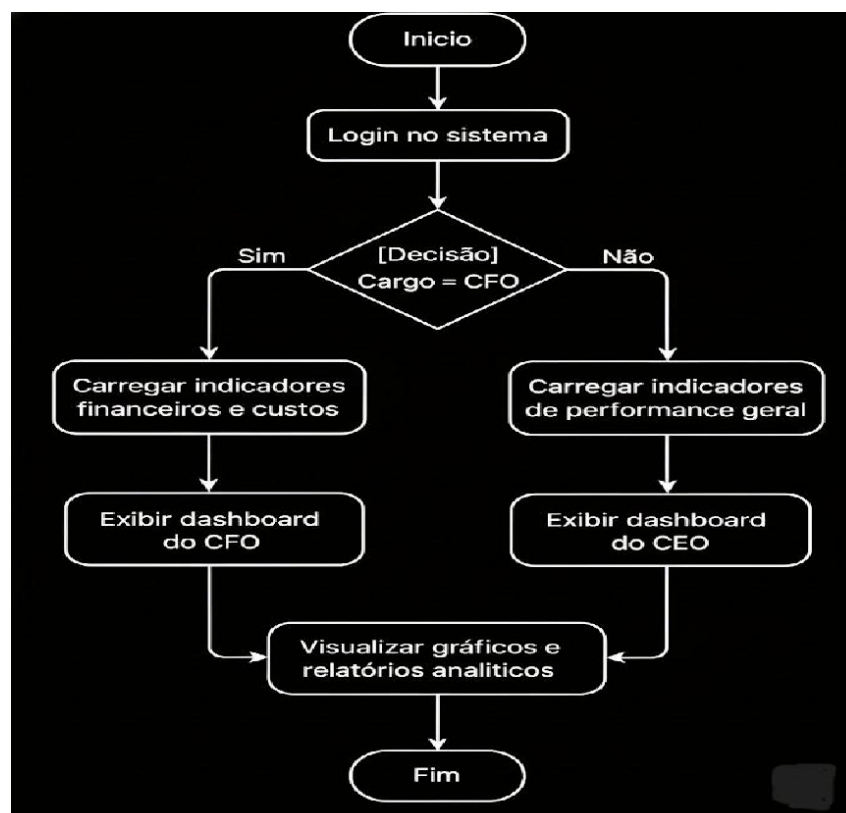 Inicio
Login no sistema
[Decisão]
Cargo = CFO
Sim
Não
Carregar indicadores
financeiros e custos
Carregar indicadores
de performance geral
Exibir dashboard
do CFO
Exibir dashboard
do CEO
Visualizar gráficos e
relatórios analiticos
Fim